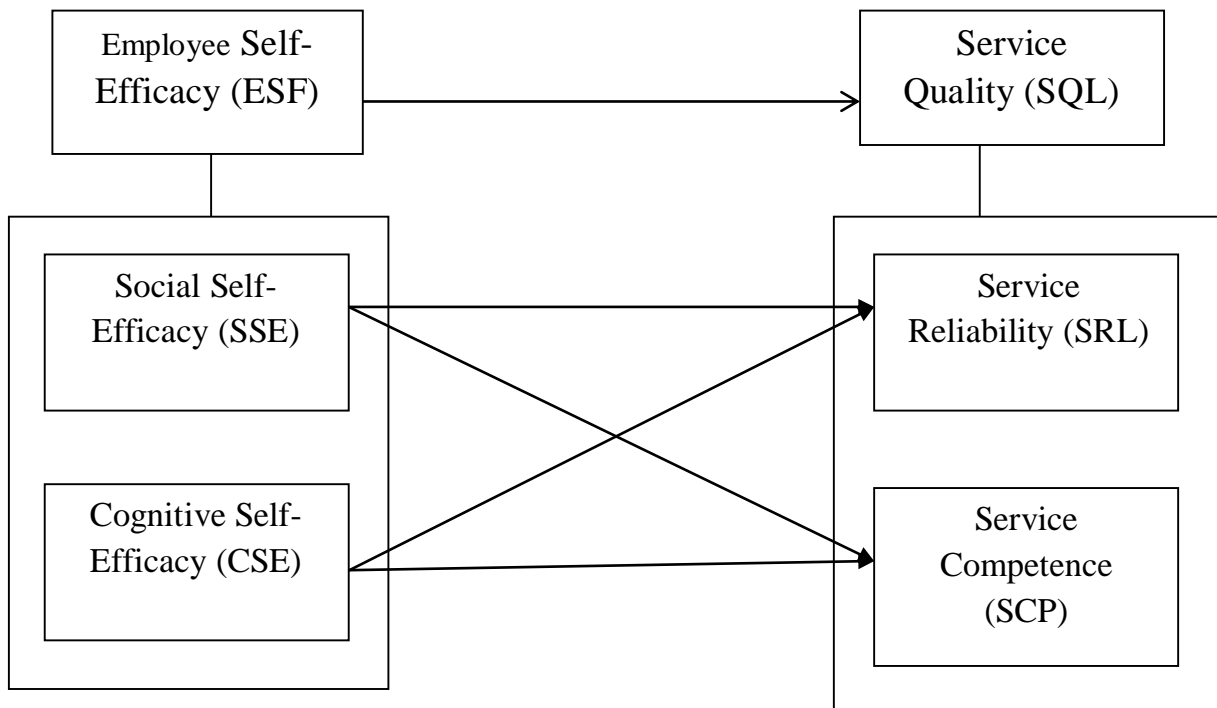 Employee Self-
Efficacy (ESF)
Service
Quality (SQL)
Social Self-
Efficacy (SSE)
Service
Reliability (SRL)
Cognitive Self-
Efficacy (CSE)
Service
Competence
(SCP)